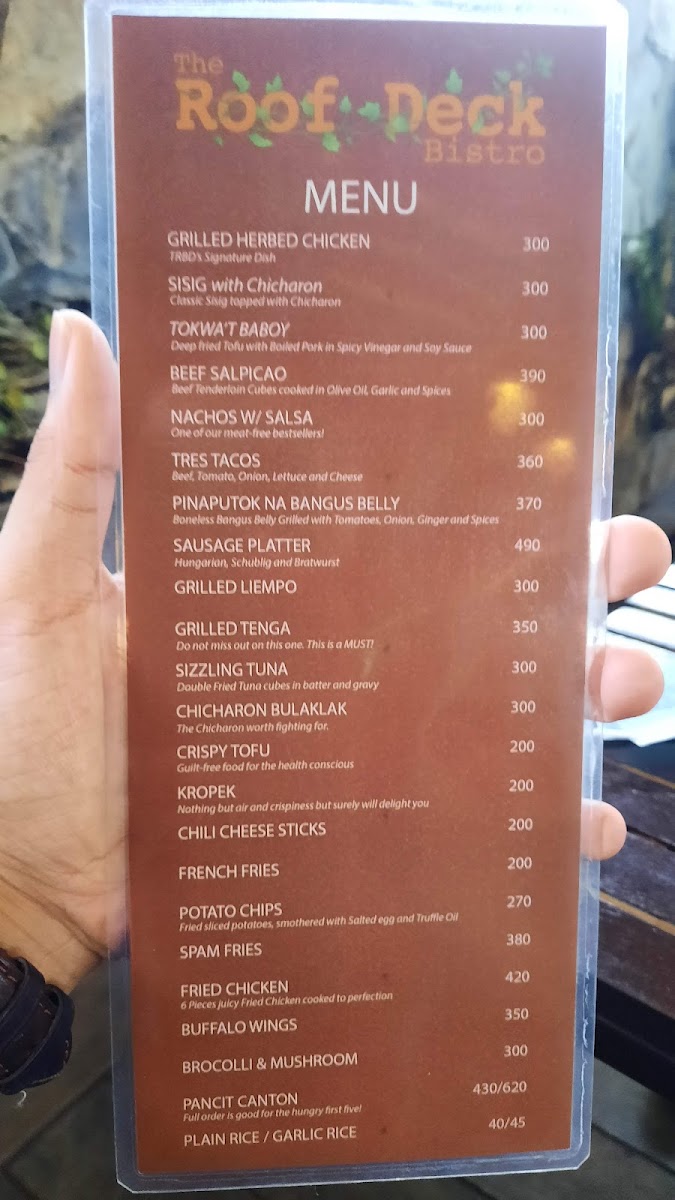 The
Roof Deck
Bistro
MENU
GRILLED HERBED CHICKEN 300
TRBD's Signature Dish
SISIG with Chicharon 300
Classic Sisig topped with Chicharon
TOKWA'T BABOY 300
Deep fried Tofu with Boiled Pork in Spicy Vinegar and Soy Sauce
BEEF SALPICAO 390
Beef Tenderloin Cubes cooked in Olive Oil, Garlic and Spices
NACHOS W/ SALSA 300
One of our meat-free bestsellers!
TRES TACOS 360
Beef, Tomato, Onion, Lettuce and Cheese
PINAPUTOK NA BANGUS BELLY 370
Boneless Bangus Belly Grilled with Tomatoes, Onion, Ginger and Spices
SAUSAGE PLATTER 490
Hungarian, Schublig and Bratwurst
GRILLED LIEMPO 300
GRILLED TENGA 350
Do not miss out on this one. This is a MUST!
SIZZLING TUNA 300
Double Fried Tuna cubes in batter and gravy
CHICHARON BULAKLAK 300
The Chicharon worth fighting for.
CRISPY TOFU 200
Guilt-free food for the health conscious
KROPEK 200
Nothing but air and crispiness but surely will delight you
CHILI CHEESE STICKS 200
FRENCH FRIES 200
POTATO CHIPS 270
Fried sliced potatoes, smothered with Salted egg and Truffle Oil
SPAM FRIES 380
FRIED CHICKEN 420
6 Pieces juicy Fried Chicken cooked to perfection
BUFFALO WINGS 350
BROCOLLI & MUSHROOM 300
PANCIT CANTON 430/620
Full order is good for the hungry first five!
PLAIN RICE / GARLIC RICE 40/45